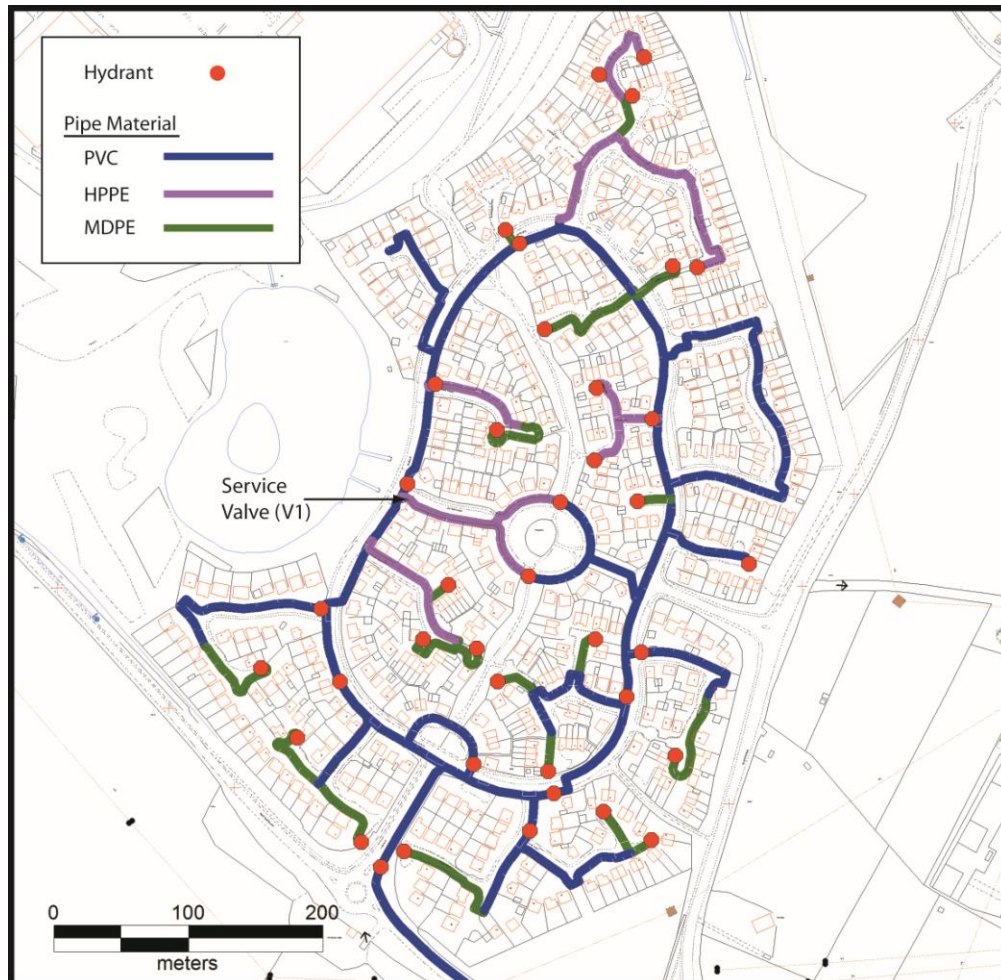 Hydrant
Pipe Material
PVC
HPPE
MDPE
Service
Valve (V1)
0 100 200
meters